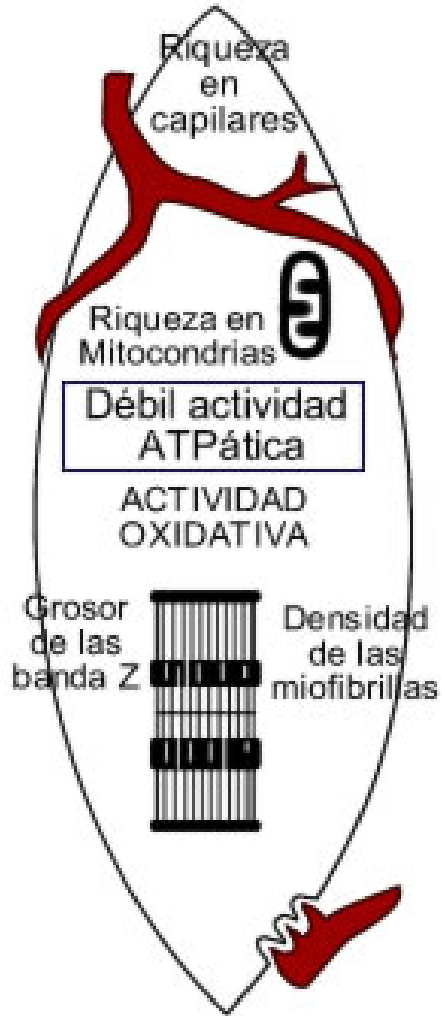 Riqueza
en
capilares
Riqueza en
Mitocondrias
Débil actividad
ATPática
ACTIVIDAD
OXIDATIVA
Grosor
de las
banda Z
Densidad
de las
miofibrillas